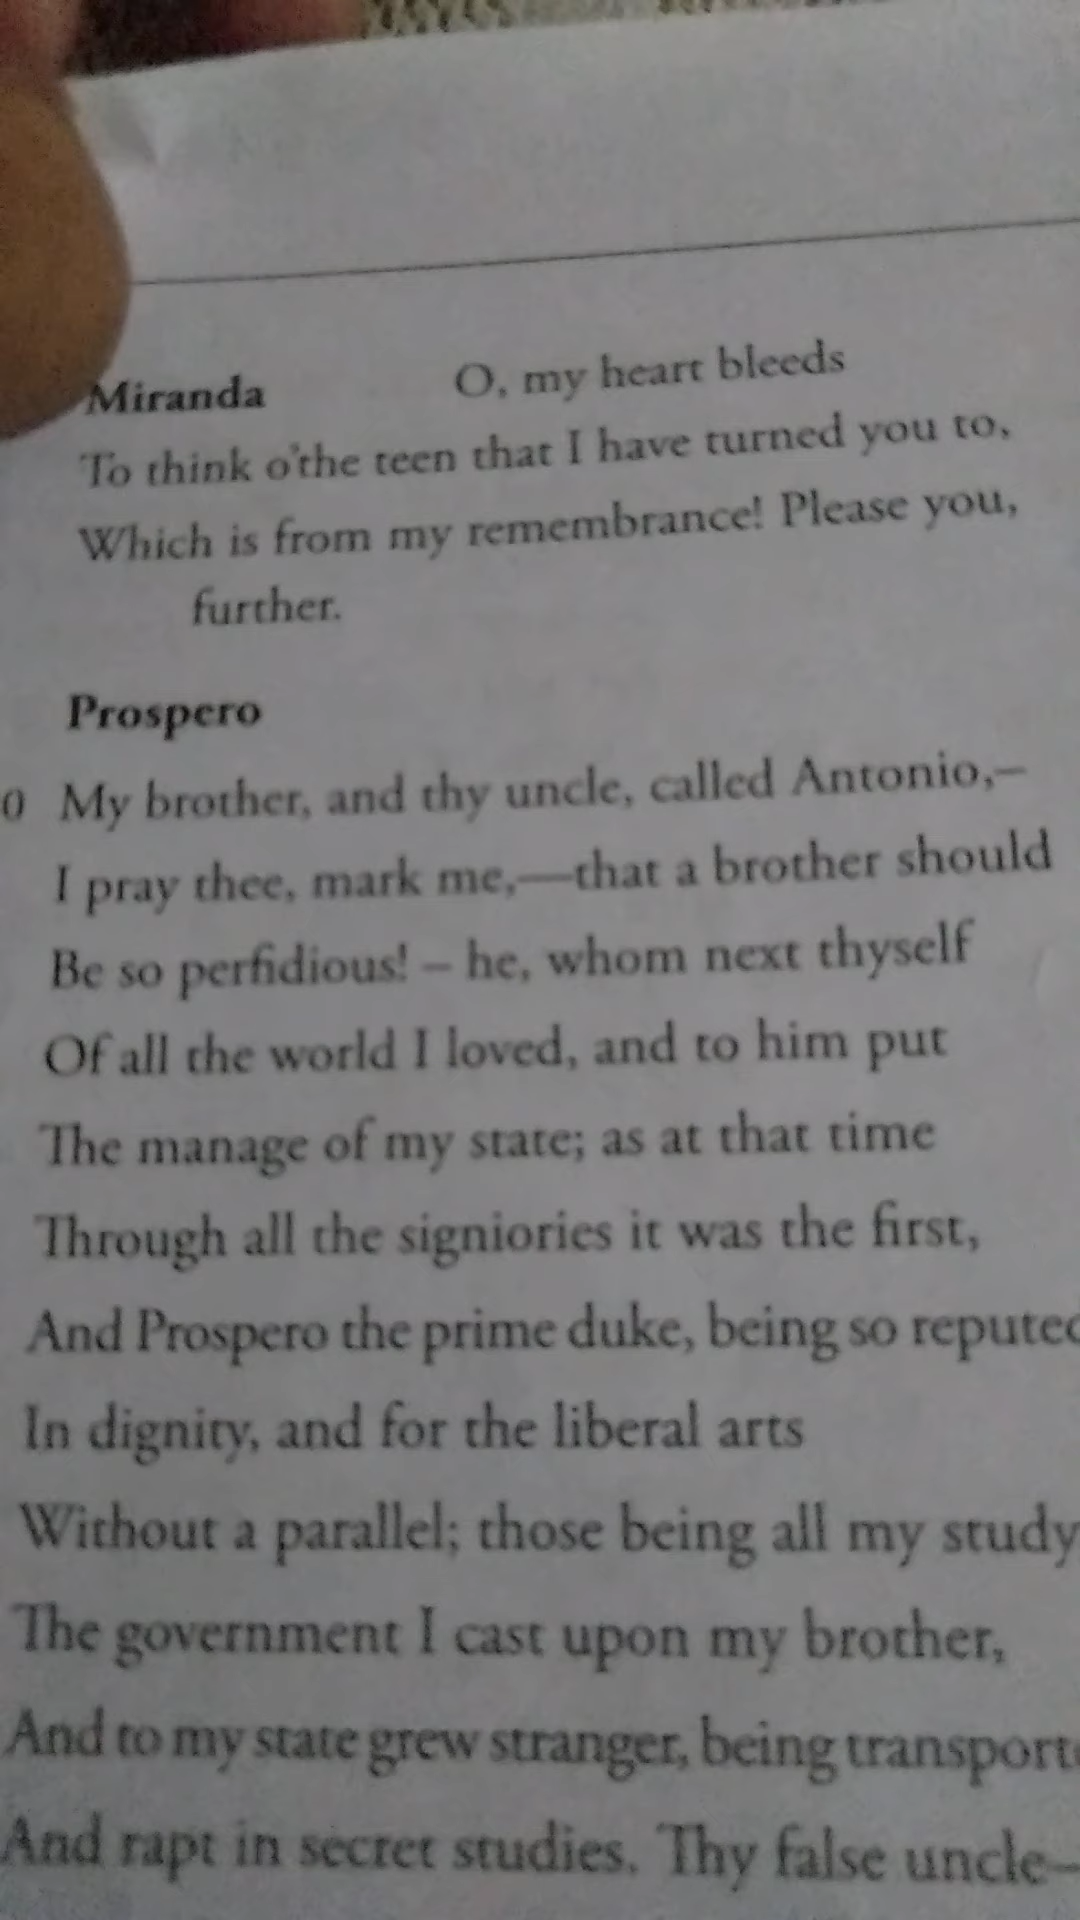 Miranda O, my heart bleeds
To think o'the teen that I have turned you to,
Which is from my remembrance! Please you,
further.
Prospero
0 My brother, and thy uncle, called Antonio,–
I pray thee, mark me,—that a brother should
Be so perfidious! – he, whom next thyself
Of all the world I loved, and to him put
The manage of my state; as at that time
Through all the signiories it was the first,
And Prospero the prime duke, being so
In dignity, and for the liberal arts
Without a parallel; those being all my study
The government I cast upon my brother,
And to my state grew stranger, being
And rapt in secret studies. Thy false uncle—